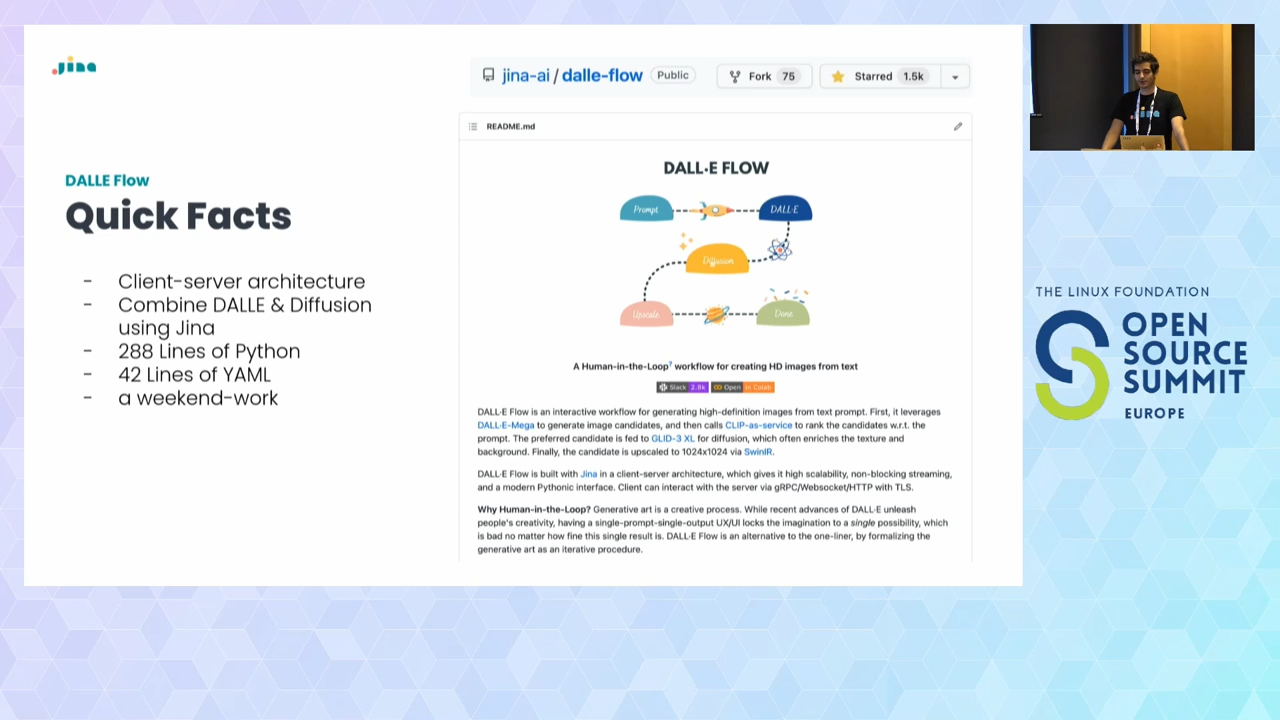 Jina
DALLE Flow
Quick Facts
- Client-server architecture
- Combine DALLE & Diffusion
using Jina
- 288 Lines of Python
- 42 Lines of YAML
- a weekend-work
jina-ai / dalle-flow Public Fork 75 Starred 1.5k
README.md
DALL·E FLOW
Prompt DALL·E
Diffusion
Upscale Done
A Human-in-the-Loop? workflow for creating HD images from text
Slack 2.8k Open in Colab
DALL·E Flow is an interactive workflow for generating high-definition images from text prompt. First, it leverages
DALL·E-Mega to generate image candidates, and then calls CLIP-as-service to rank the candidates w.r.t. the
prompt. The preferred candidate is fed to GLID-3 XL for diffusion, which often enriches the texture and
background. Finally, the candidate is upscaled to 1024x1024 via SwinIR.
DALL·E Flow is built with Jina in a client-server architecture, which gives it high scalability, non-blocking streaming,
and a modern Pythonic interface. Client can interact with the server via gRPC/Websocket/HTTP with TLS.
Why Human-in-the-Loop? Generative art is a creative process. While recent advances of DALL·E unleash
people's creativity, having a single-prompt-single-output UX/UI locks the imagination to a single possibility, which
is bad no matter how fine this single result is. DALL·E Flow is an alternative to the one-liner, by formalizing the
generative art as an iterative procedure.
Jina
THE LINUX FOUNDATION
OPEN
SOURCE
SUMMIT
EUROPE